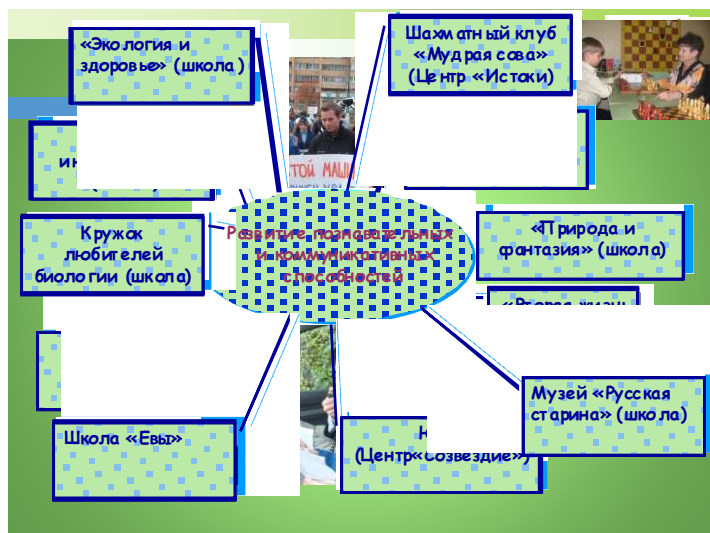 «Экология и
здоровье» (школа)
Шахматный клуб
«Мудрая сова»
(Центр «Истоки)
Кружок
любителей
биологии (школа)
Развитие познавательных
и коммуникативных
способностей
«Природа и
фантазия» (школа)
Музей «Русская
старина» (школа)
Школа «Евы»
(Центр«Созвездие»)